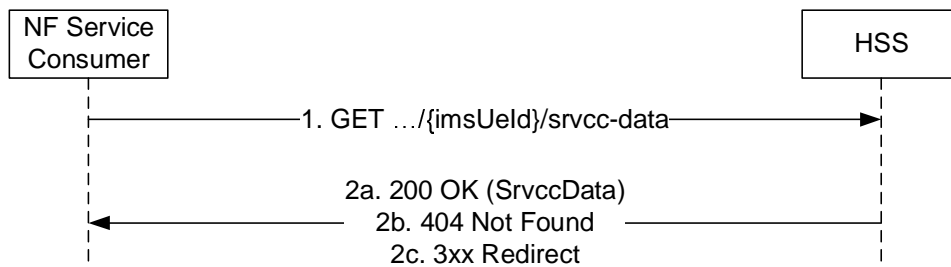 NF Service
Consumer
HSS
1. GET …/{imsUeId}/srvcc-data
2a. 200 OK (SrvccData)
2b. 404 Not Found
2c. 3xx Redirect